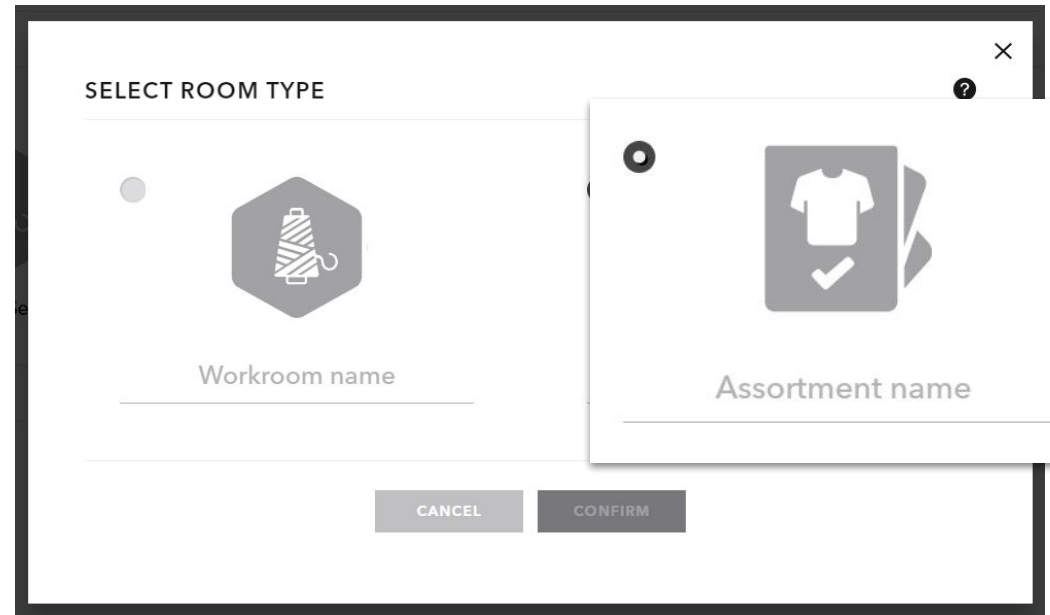 SELECT ROOM TYPE
?
Workroom name
Assortment name
CANCEL
CONFIRM